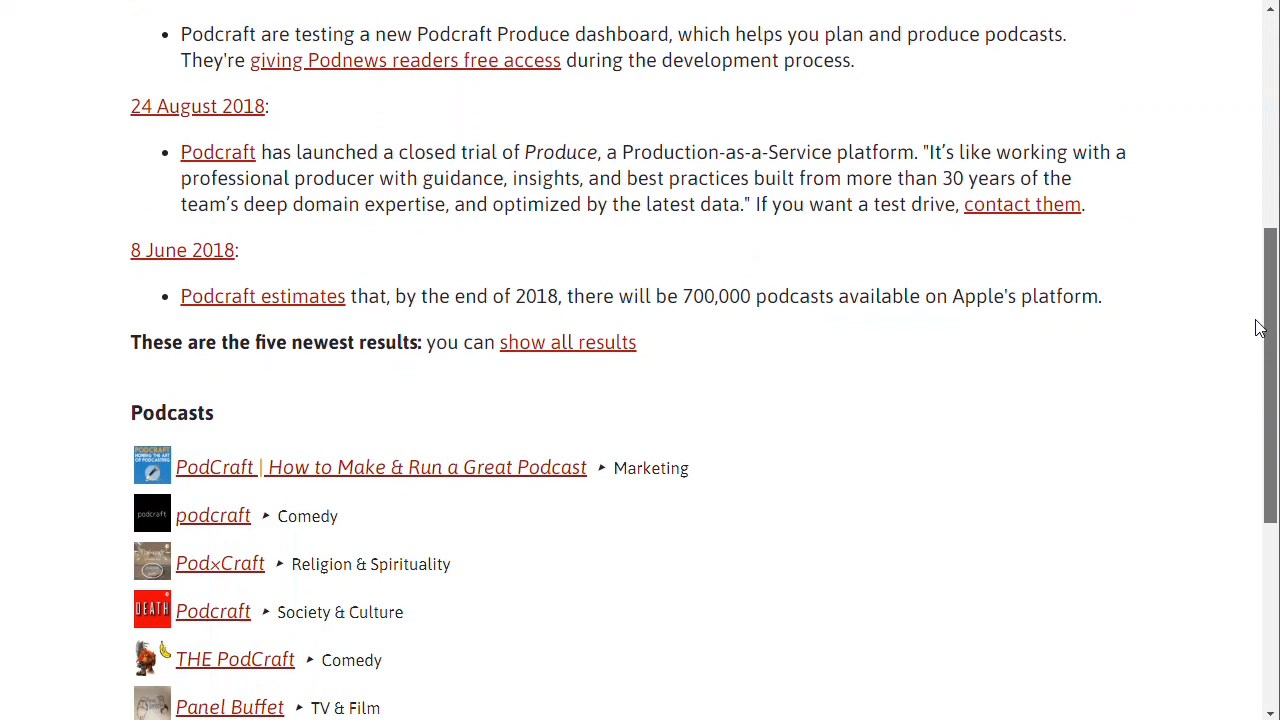 Podcraft are testing a new Podcraft Produce dashboard, which helps you plan and produce podcasts.
They're giving Podnews readers free access during the development process.
24 August 2018:
Podcraft has launched a closed trial of Produce, a Production-as-a-Service platform. "It’s like working with a
professional producer with guidance, insights, and best practices built from more than 30 years of the
team’s deep domain expertise, and optimized by the latest data." If you want a test drive, contact them.
8 June 2018:
Podcraft estimates that, by the end of 2018, there will be 700,000 podcasts available on Apple's platform.
These are the five newest results: you can show all results
Podcasts
PodCraft | How to Make & Run a Great Podcast ‣ Marketing
podcraft
podcraft ‣ Comedy
Pod×Craft ‣ Religion & Spirituality
DEATH
Podcraft ‣ Society & Culture
THE PodCraft ‣ Comedy
Panel Buffet ‣ TV & Film